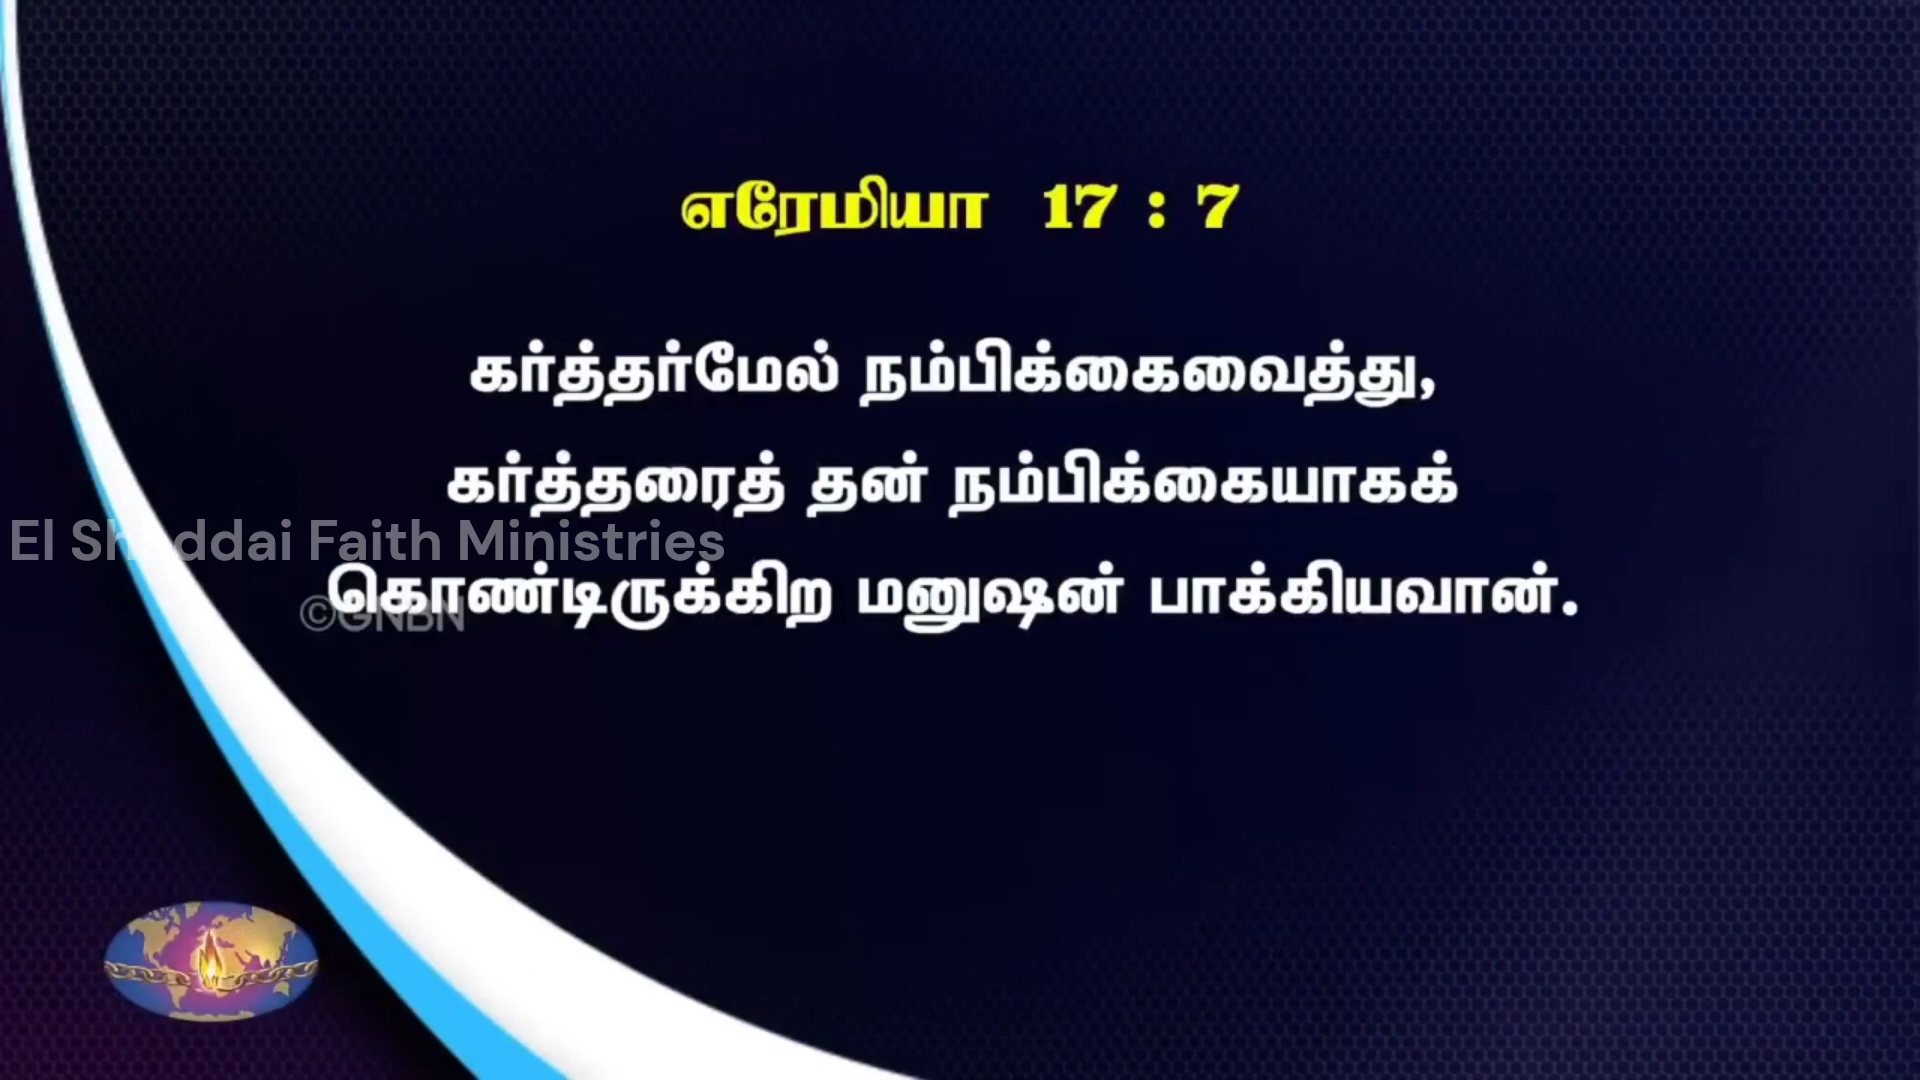 எரேமியா 17 : 7
கர்த்தர்மேல் நம்பிக்கைவைத்து,
கர்த்தரைத் தன் நம்பிக்கையாகக்
El Shaddai Faith Ministries
கொண்டிருக்கிற மனுஷன் பாக்கியவான்.
©GNBN